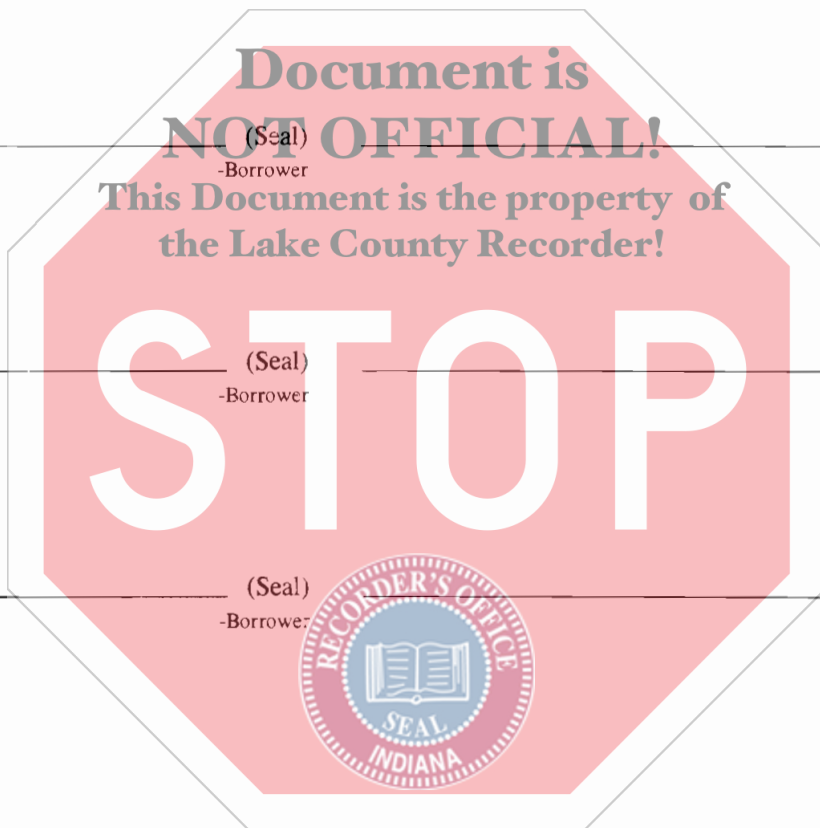 Document is
NOT OFFICIAL!
(Seal)
-Borrower
This Document is the property of
the Lake County Recorder!
STOP
(Seal)
-Borrower
(Seal)
-Borrower
RECORDER'S OFFICE
SEAL
INDIANA